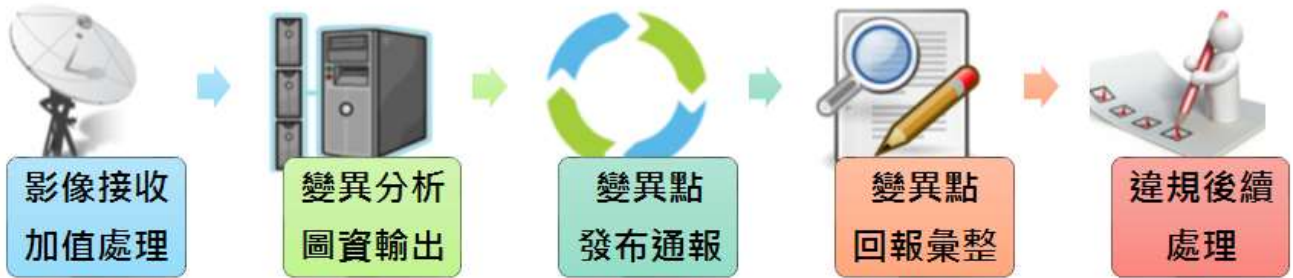 影像接收
加值處理
變異分析
圖資輸出
變異點
發布通報
變異點
回報彙整
違規後續
處理